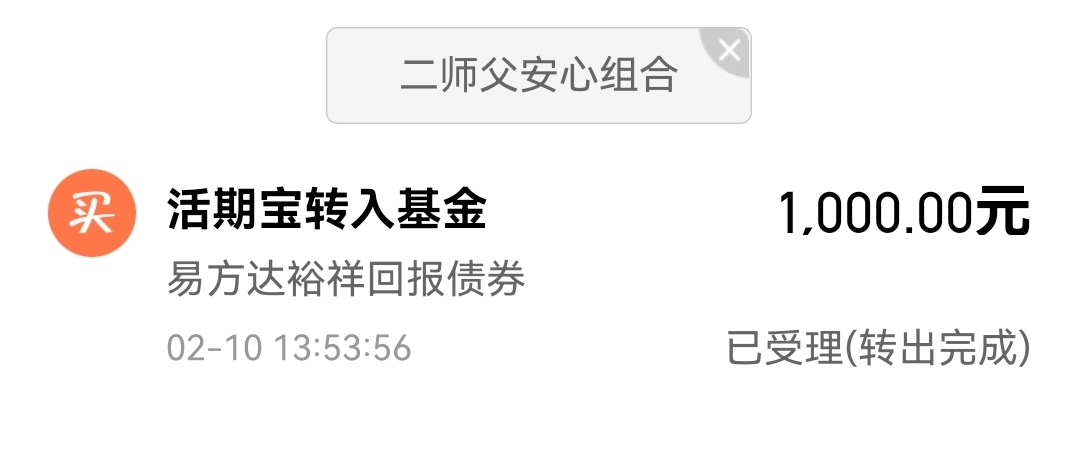 二师父安心组合
买
活期宝转入基金
1,000.00元
易方达裕祥回报债券
02-10 13:53:56
已受理(转出完成)